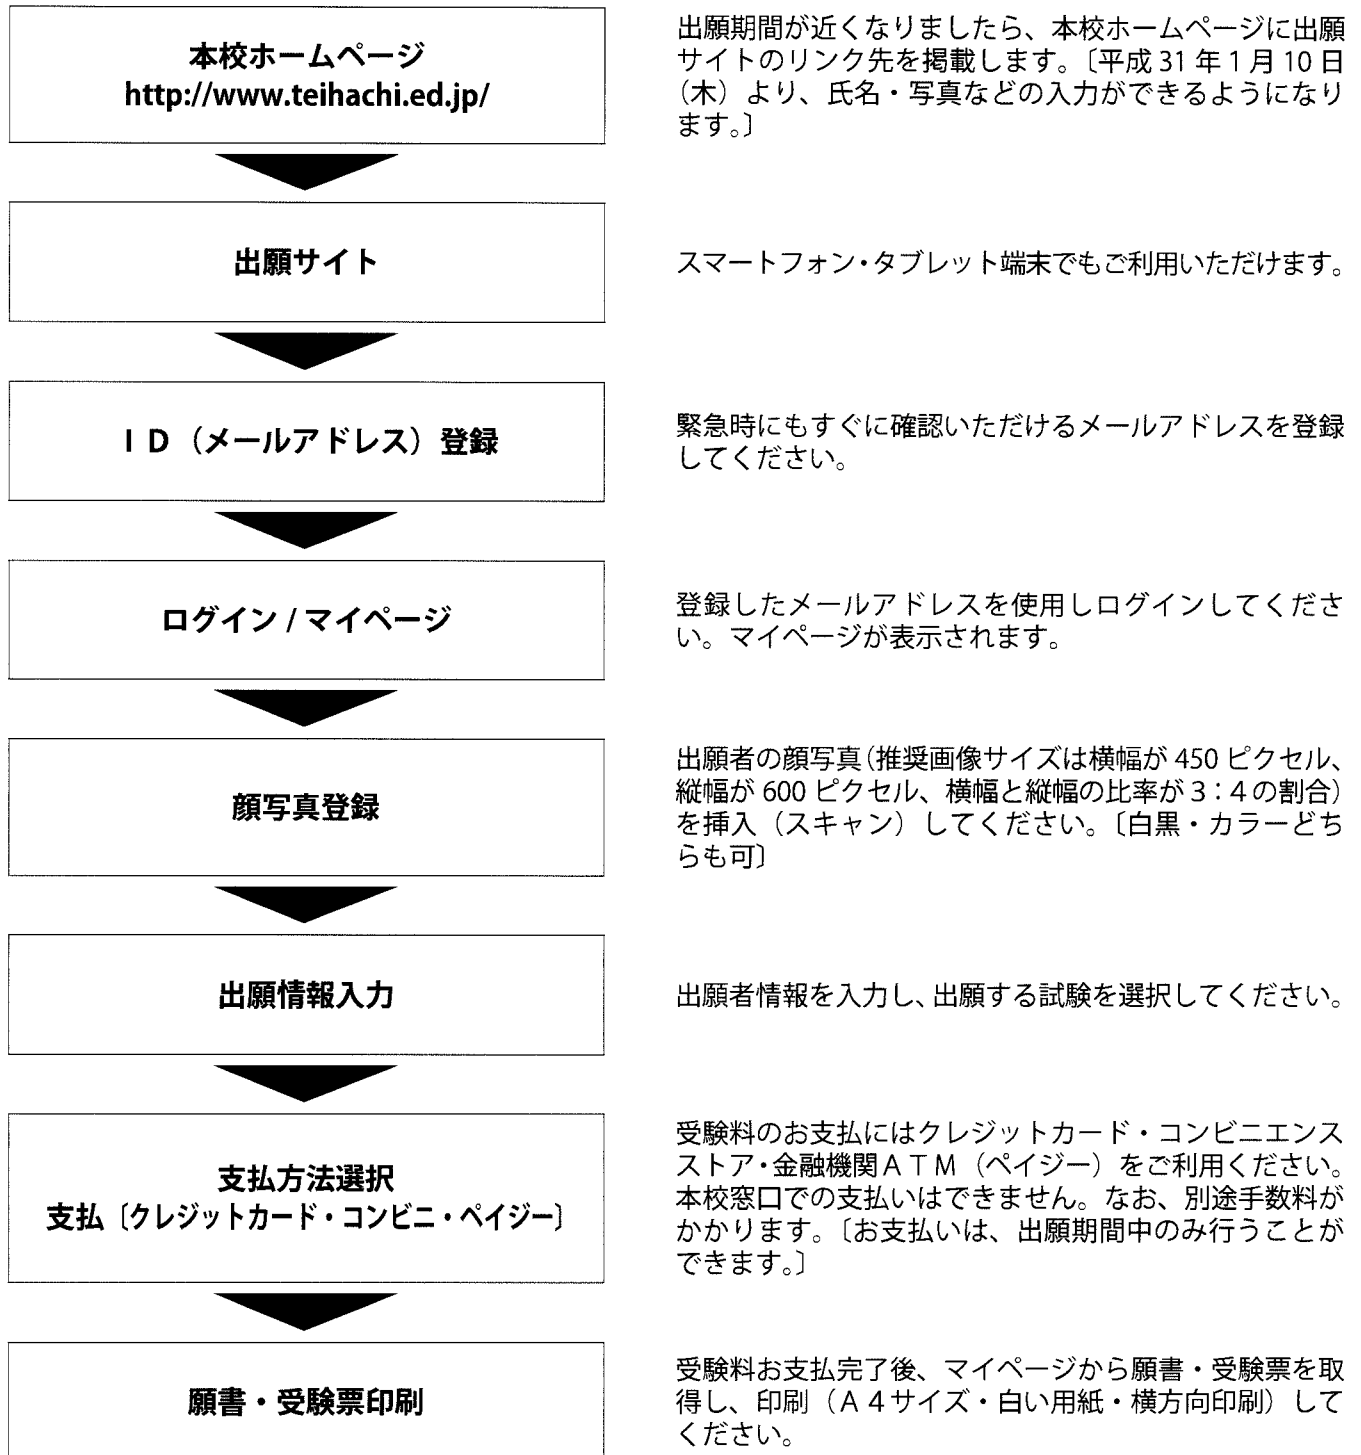 本校ホームページ
http://www.teihachi.ed.jp/
出願期間が近くなりましたら、本校ホームページに出願
サイトのリンク先を掲載します。〔平成 31 年 1 月 10 日
（木）より、氏名・写真などの入力ができるようになり
ます。〕
出願サイト
スマートフォン・タブレット端末でもご利用いただけます。
ＩＤ（メールアドレス）登録
緊急時にもすぐに確認いただけるメールアドレスを登録
してください。
ログイン / マイページ
登録したメールアドレスを使用しログインしてくださ
い。マイページが表示されます。
顔写真登録
出願者の顔写真（推奨画像サイズは横幅が 450 ピクセル、
縦幅が 600 ピクセル、横幅と縦幅の比率が３：４の割合）
を挿入（スキャン）してください。〔白黒・カラーどち
らも可〕
出願情報入力
出願者情報を入力し、出願する試験を選択してください。
支払方法選択
支払〔クレジットカード・コンビニ・ペイジー〕
受験料のお支払にはクレジットカード・コンビニエンス
ストア・金融機関ＡＴＭ（ペイジー）をご利用ください。
本校窓口での支払いはできません。なお、別途手数料が
かかります。〔お支払いは、出願期間中のみ行うことが
できます。〕
願書・受験票印刷
受験料お支払完了後、マイページから願書・受験票を取
得し、印刷（Ａ４サイズ・白い用紙・横方向印刷）して
ください。